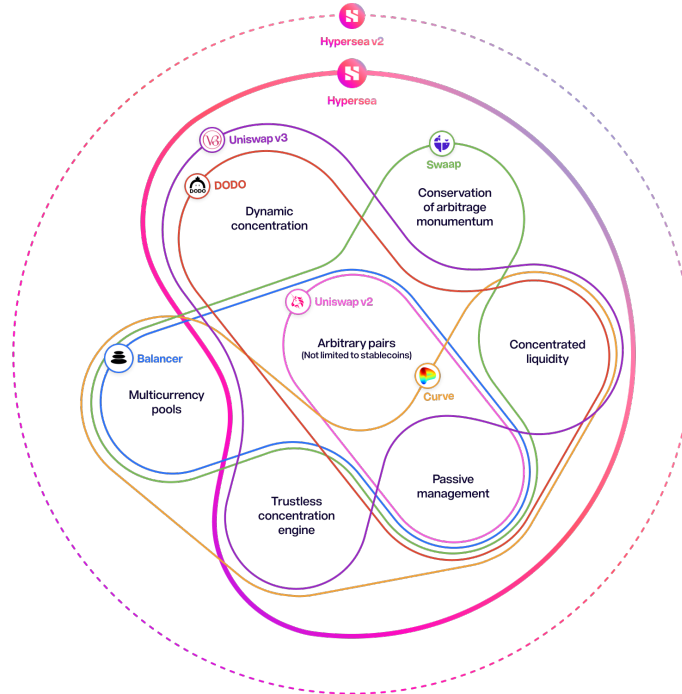 Hypersea v2
Hypersea
Uniswap v3
Swaap
DODO
DODO
Conservation
of arbitrage
monumentum
Dynamic
concentration
Uniswap v2
Arbitrary pairs
(Not limited to stablecoins)
Concentrated
liquidity
Balancer
Curve
Multicurrency
pools
Passive
management
Trustless
concentration
engine